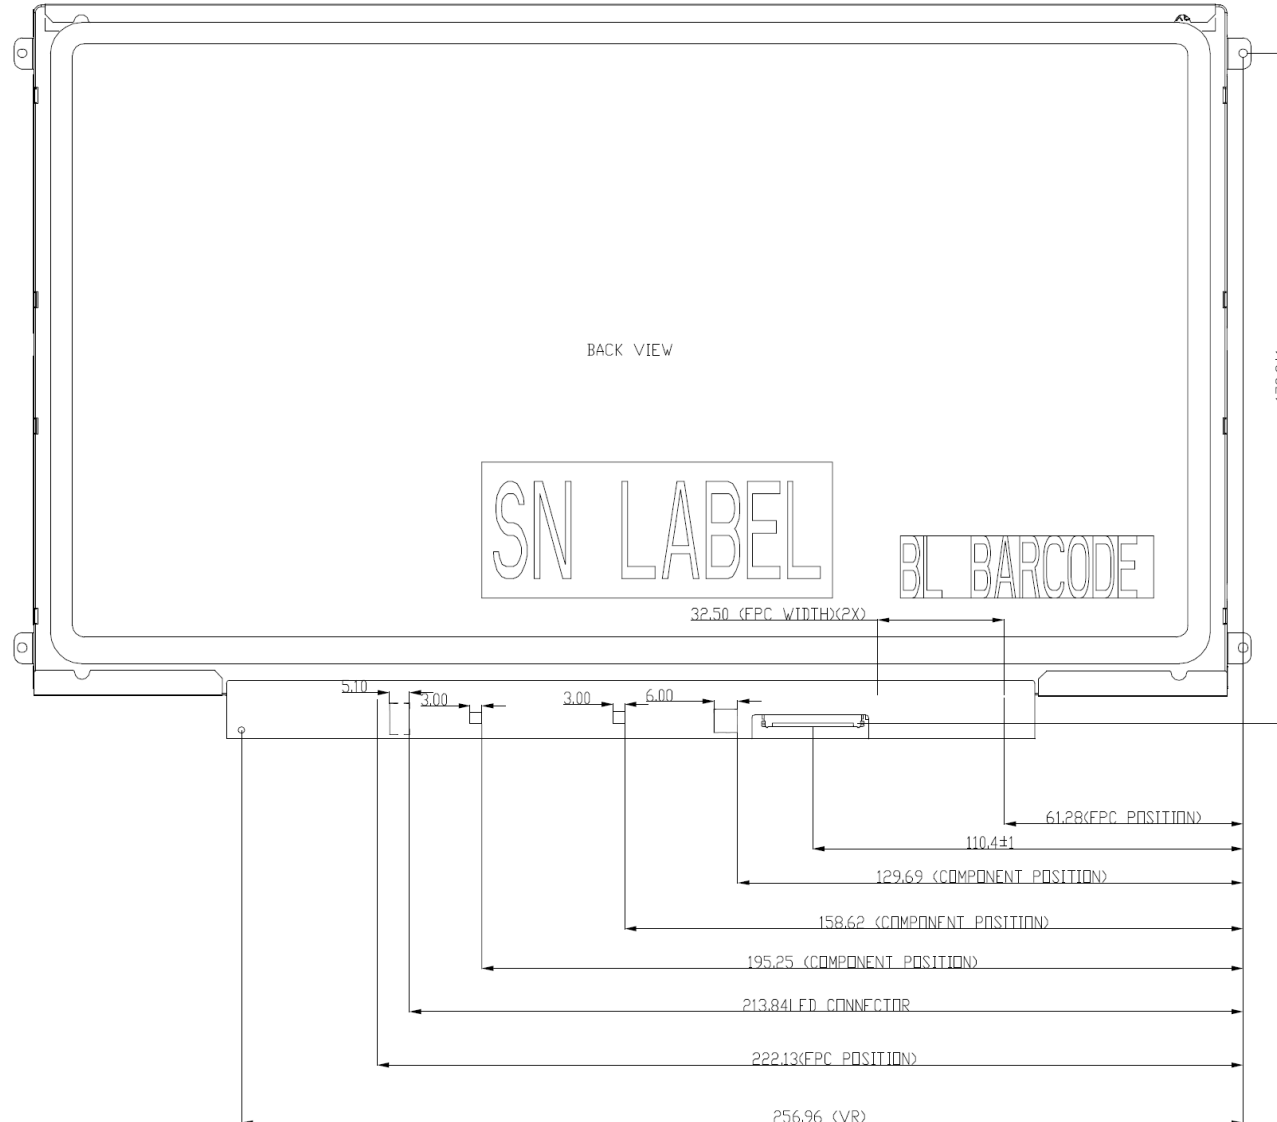 BACK VIEW
SN LABEL
BL BARCODE
32.50 (FPC WIDTH)(2X)
5.10
3.00
3.00
6.00
61.28(FPC POSITION)
110.4±1
129.69 (COMPONENT POSITION)
158.62 (COMPONENT POSITION)
195.25 (COMPONENT POSITION)
213.84LED CONNECTOR
222.13(FPC POSITION)
256.96 (VR)